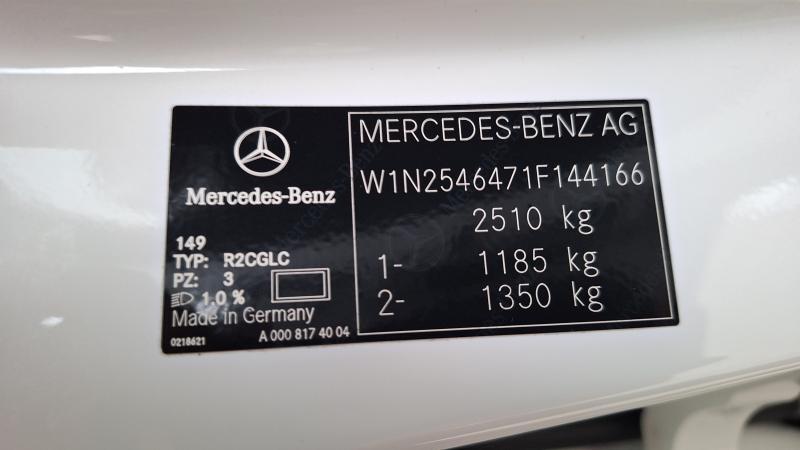 Mercedes-Benz
149
TYP: R2CGLC
PZ: 3
1.0 %
Made in Germany
0218621
A 000 817 40 04
MERCEDES-BENZ AG
W1N2546471F144166
2510 kg
1- 1185 kg
2- 1350 kg